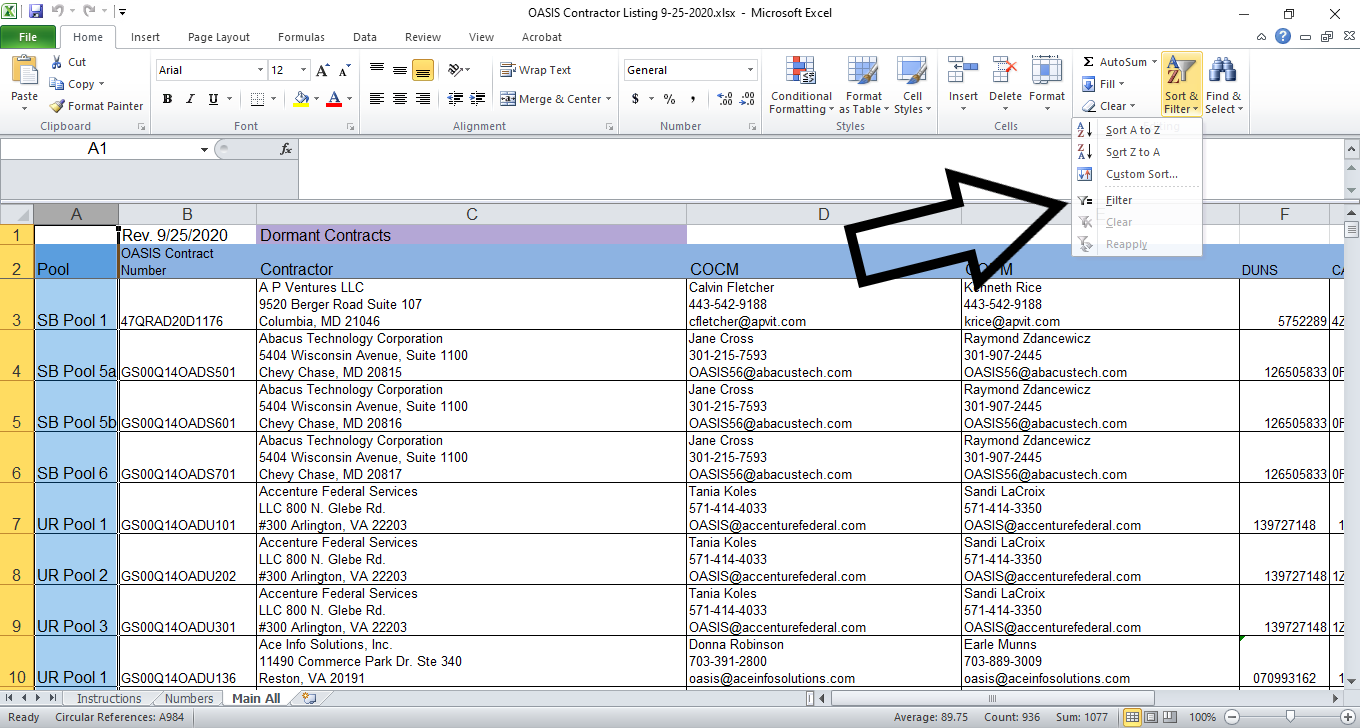 OASIS Contractor Listing 9-25-2020.xlsx - Microsoft Excel
File Home Insert Page Layout Formulas Data Review View Acrobat
Paste
Cut
Copy
Format Painter
Clipboard
Arial 12
B I U
Font
Wrap Text
Merge & Center
Alignment
General
$ % ,
Number
Conditional Formatting
Format as Table
Cell Styles
Styles
Insert Delete Format
Cells
Σ AutoSum
Fill
Clear
Sort & Filter
Find & Select
Sort A to Z
Sort Z to A
Custom Sort...
Filter
Clear
Reapply
A1 fx
A B C D F
1 Rev. 9/25/2020 Dormant Contracts
2 Pool OASIS Contract Number Contractor COCM DUNS
3 SB Pool 1 47QRAD20D1176
A P Ventures LLC
9520 Berger Road Suite 107
Columbia, MD 21046
Calvin Fletcher
443-542-9188
cfletcher@apvit.com
Kenneth Rice
443-542-9188
krice@apvit.com
5752289 4Z
4 SB Pool 5a GS00Q14OADS501
Abacus Technology Corporation
5404 Wisconsin Avenue, Suite 1100
Chevy Chase, MD 20815
Jane Cross
301-215-7593
OASIS56@abacustech.com
Raymond Zdancewicz
301-907-2445
OASIS56@abacustech.com
126505833 0F
5 SB Pool 5b GS00Q14OADS601
Abacus Technology Corporation
5404 Wisconsin Avenue, Suite 1100
Chevy Chase, MD 20816
Jane Cross
301-215-7593
OASIS56@abacustech.com
Raymond Zdancewicz
301-907-2445
OASIS56@abacustech.com
126505833 0F
6 SB Pool 6 GS00Q14OADS701
Abacus Technology Corporation
5404 Wisconsin Avenue, Suite 1100
Chevy Chase, MD 20817
Jane Cross
301-215-7593
OASIS56@abacustech.com
Raymond Zdancewicz
301-907-2445
OASIS56@abacustech.com
126505833 0F
7 UR Pool 1 GS00Q14OADU101
Accenture Federal Services
LLC 800 N. Glebe Rd.
#300 Arlington, VA 22203
Tania Koles
571-414-4033
OASIS@accenturefederal.com
Sandi LaCroix
571-414-3350
OASIS@accenturefederal.com
139727148 1
8 UR Pool 2 GS00Q14OADU202
Accenture Federal Services
LLC 800 N. Glebe Rd.
#300 Arlington, VA 22203
Tania Koles
571-414-4033
OASIS@accenturefederal.com
Sandi LaCroix
571-414-3350
OASIS@accenturefederal.com
139727148 1Z
9 UR Pool 3 GS00Q14OADU301
Accenture Federal Services
LLC 800 N. Glebe Rd.
#300 Arlington, VA 22203
Tania Koles
571-414-4033
OASIS@accenturefederal.com
Sandi LaCroix
571-414-3350
OASIS@accenturefederal.com
139727148 1Z
10 UR Pool 1 GS00Q14OADU136
Ace Info Solutions, Inc.
11490 Commerce Park Dr. Ste 340
Reston, VA 20191
Donna Robinson
703-391-2800
oasis@aceinfosolutions.com
Earle Munns
703-889-3009
oasis@aceinfosolutions.com
070993162 1
Instructions Numbers Main All
Ready Circular References: A984 Average: 89.75 Count: 936 Sum: 1077 100%